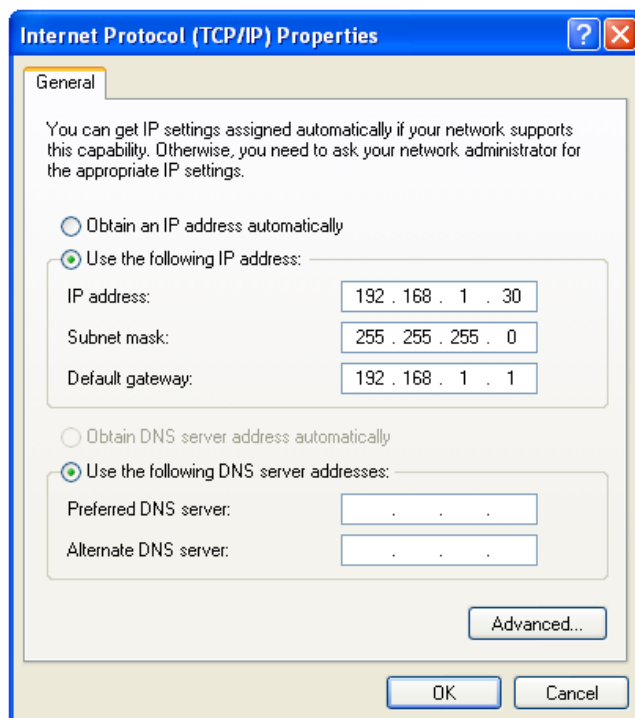 Internet Protocol (TCP/IP) Properties
General
You can get IP settings assigned automatically if your network supports
this capability. Otherwise, you need to ask your network administrator for
the appropriate IP settings.
Obtain an IP address automatically
Use the following IP address:
IP address: 192 . 168 . 1 . 30
Subnet mask: 255 . 255 . 255 . 0
Default gateway: 192 . 168 . 1 . 1
Obtain DNS server address automatically
Use the following DNS server addresses:
Preferred DNS server: . . .
Alternate DNS server: . . .
Advanced...
OK Cancel